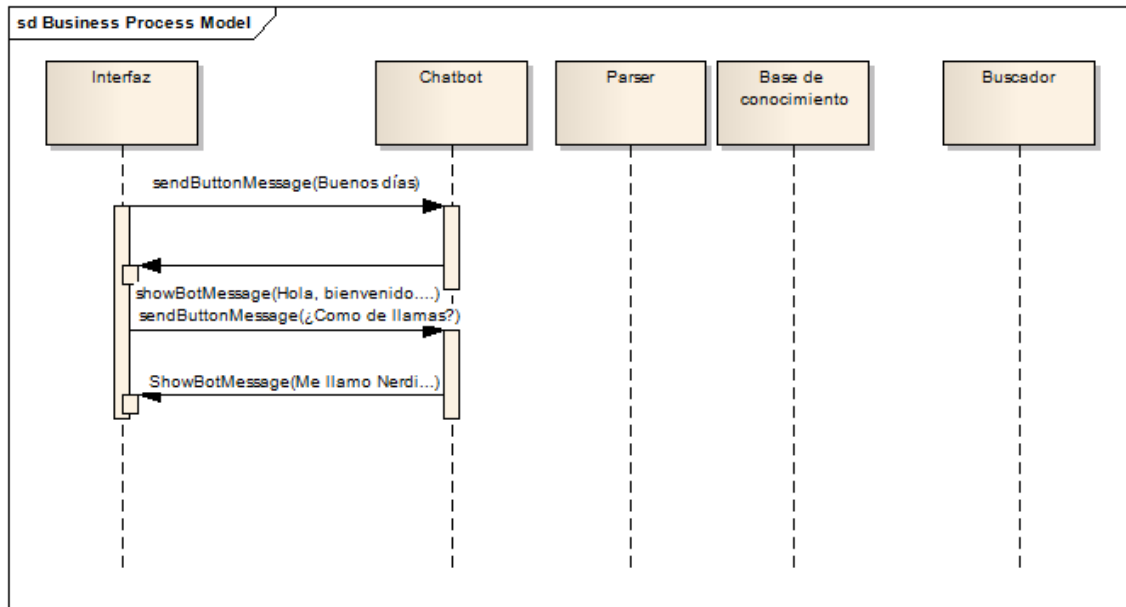 sd Business Process Model
Interfaz
Chatbot
Parser
Base de
conocimiento
Buscador
sendButtonMessage(Buenos días)
showBotMessage(Hola, bienvenido....)
sendButtonMessage(¿Como de llamas?)
ShowBotMessage(Me llamo Nerdi...)